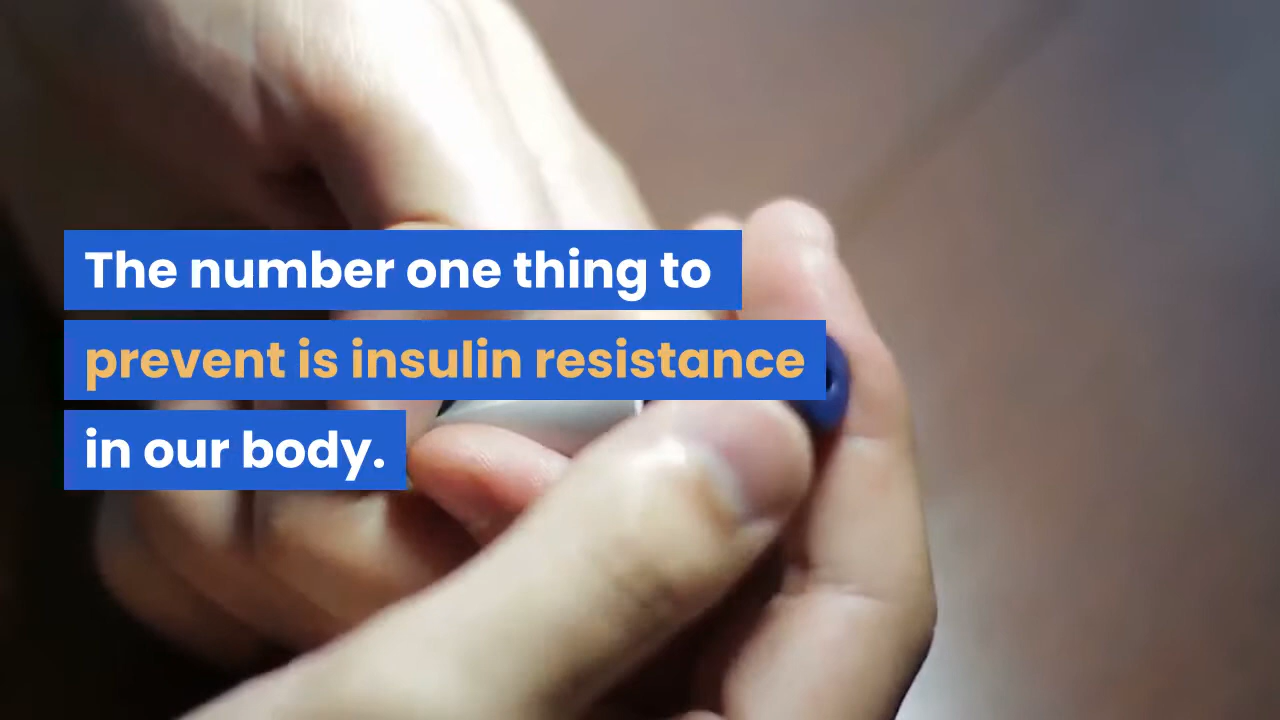 The number one thing to
prevent is insulin resistance
in our body.